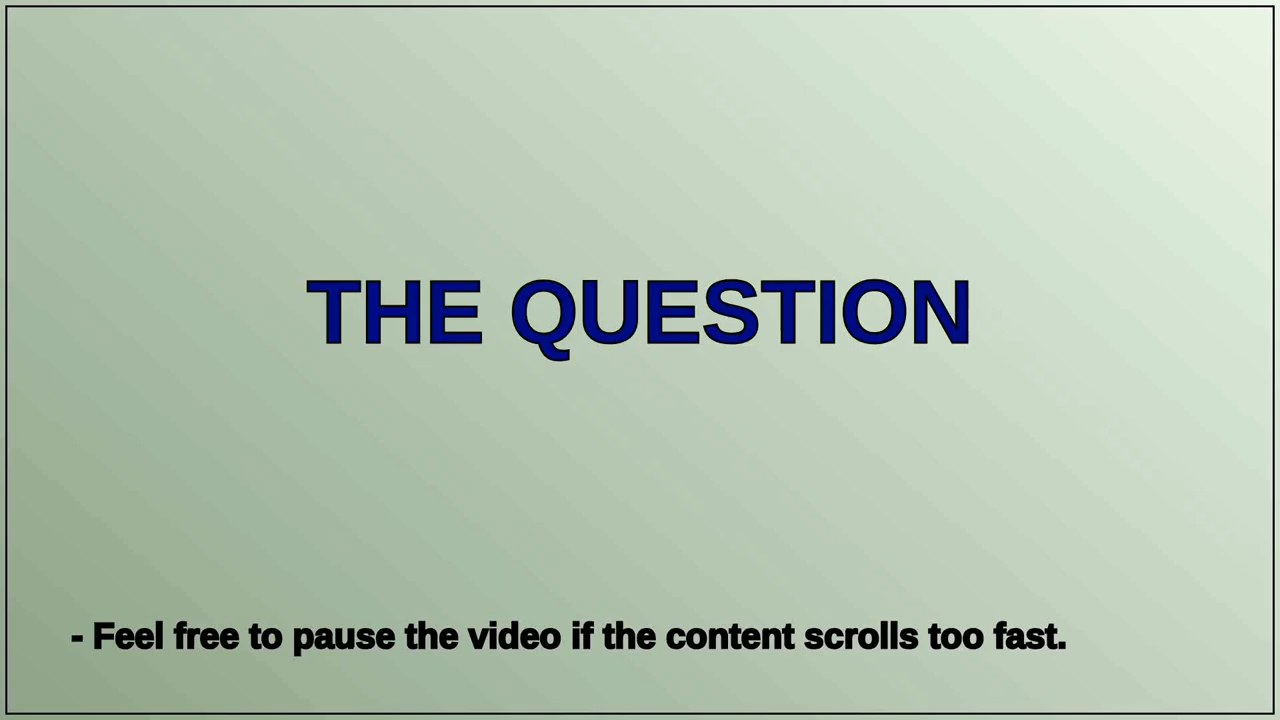 THE QUESTION
- Feel free to pause the video if the content scrolls too fast.